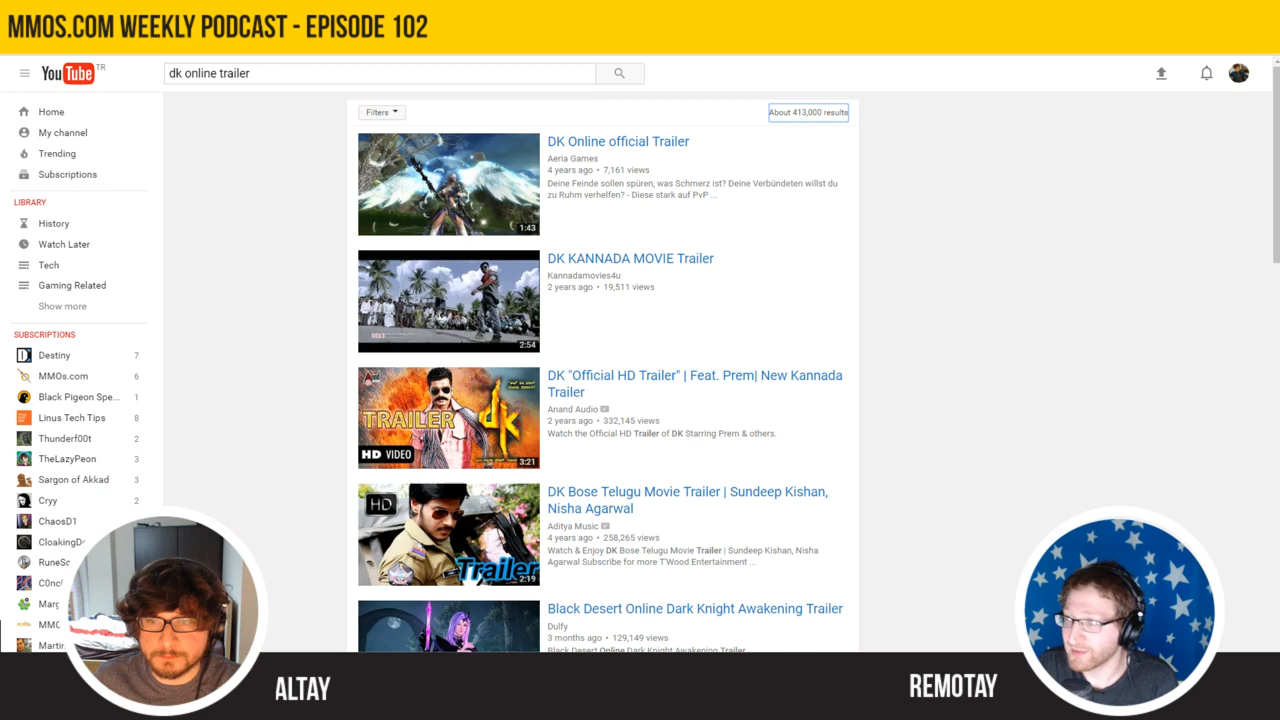 MMOS.COM WEEKLY PODCAST - EPISODE 102
YouTube TR
dk online trailer
Home
My channel
Trending
Subscriptions
LIBRARY
History
Watch Later
Tech
Gaming Related
Show more
SUBSCRIPTIONS
Destiny 7
MMOs.com 6
Black Pigeon Spe... 1
Linus Tech Tips 8
Thunderf00t 2
TheLazyPeon 3
Sargon of Akkad 3
Cryy 2
ChaosD1
Filters
About 413,000 results
1:43
DK Online official Trailer
Aeria Games
4 years ago • 7,161 views
Deine Feinde sollen spüren, was Schmerz ist? Deine Verbündeten willst du
zu Ruhm verhelfen? - Diese stark auf PvP ...
2:54
DK KANNADA MOVIE Trailer
Kannadamovies4u
2 years ago • 19,511 views
TRAILER
dk
HD VIDEO
3:21
DK "Official HD Trailer" | Feat. Prem| New Kannada
Trailer
Anand Audio
2 years ago • 332,145 views
Watch the Official HD Trailer of DK Starring Prem & others.
HD
Trailer
2:19
DK Bose Telugu Movie Trailer | Sundeep Kishan,
Nisha Agarwal
Aditya Music
4 years ago • 258,265 views
Watch & Enjoy DK Bose Telugu Movie Trailer | Sundeep Kishan, Nisha
Agarwal Subscribe for more T'Wood Entertainment ...
Black Desert Online Dark Knight Awakening Trailer
Dulfy
3 months ago • 129,149 views
Black Desert Online Dark Knight Awakening Trailer
ALTAY
REMOTAY